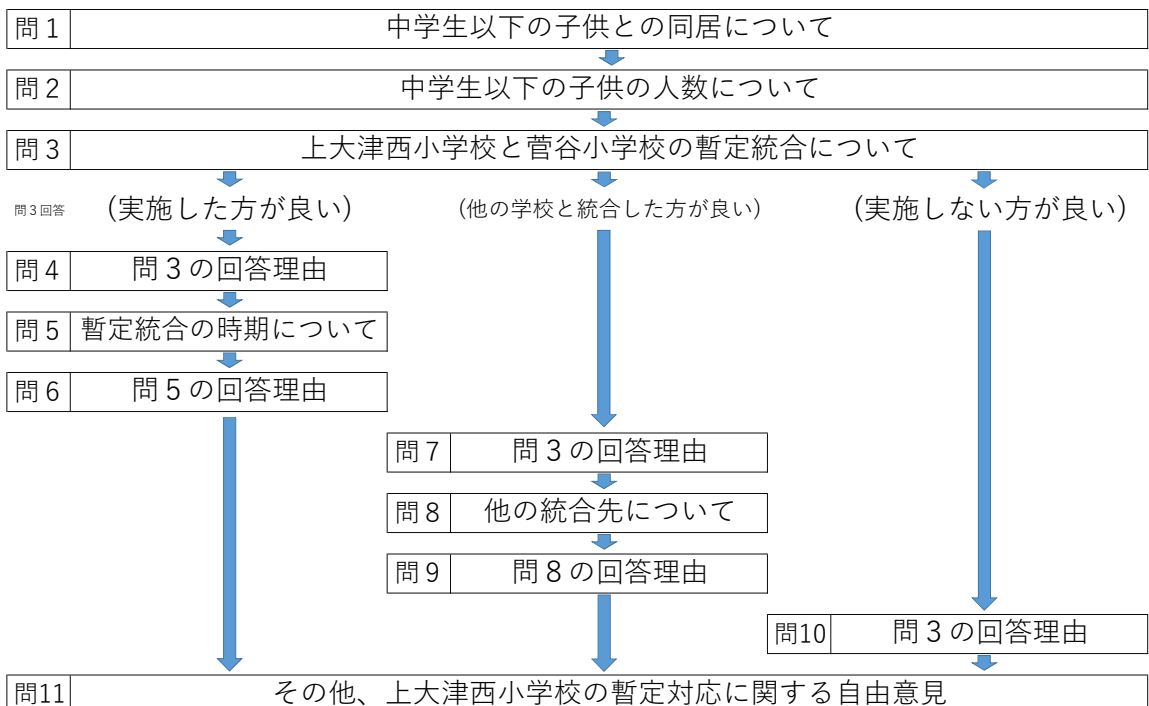 問1 中学生以下の子供との同居について
問2 中学生以下の子供の人数について
問3 上大津西小学校と菅谷小学校の暫定統合について
問3回答 (実施した方が良い) (他の学校と統合した方が良い) (実施しない方が良い)
問4 問3の回答理由
問5 暫定統合の時期について
問6 問5の回答理由
問7 問3の回答理由
問8 他の統合先について
問9 問8の回答理由
問10 問3の回答理由
問11 その他、上大津西小学校の暫定対応に関する自由意見